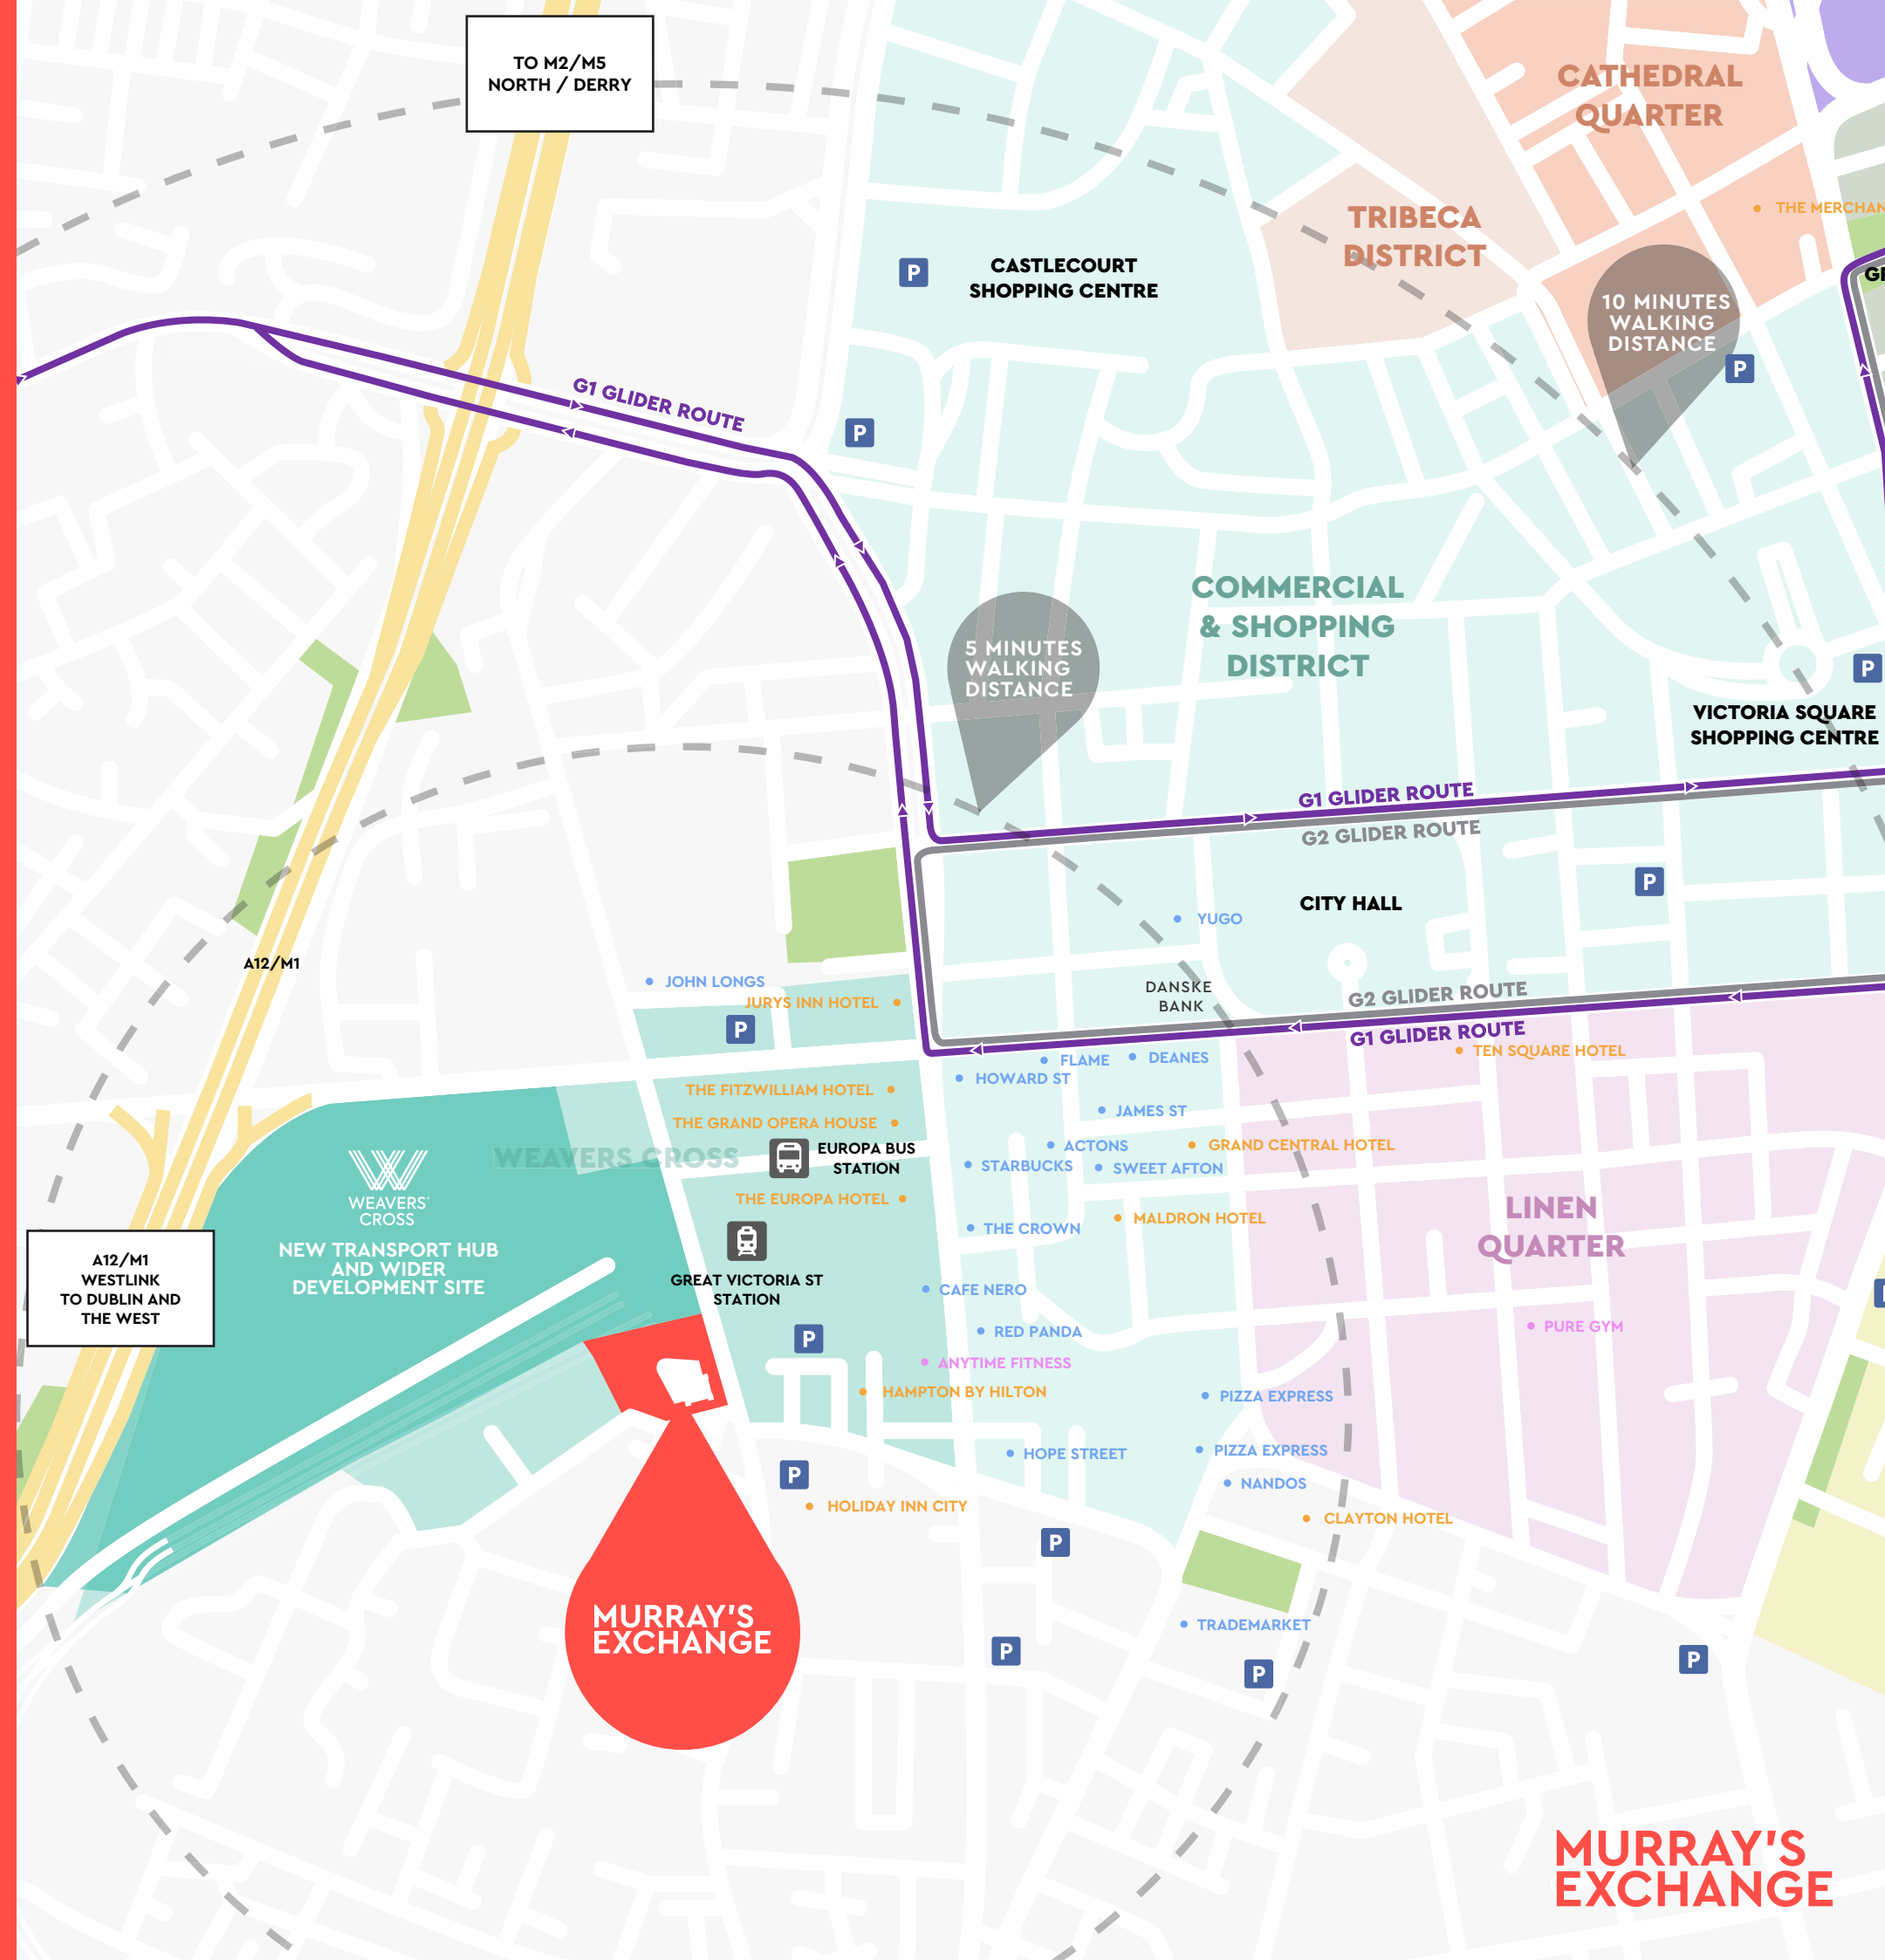 TO M2/M5
NORTH / DERRY
CATHEDRAL
QUARTER
THE MERCHAN
TRIBECA
DISTRICT
P
CASTLECOURT
SHOPPING CENTRE
10 MINUTES
WALKING
DISTANCE
P
G1 GLIDER ROUTE
P
COMMERCIAL
& SHOPPING
DISTRICT
5 MINUTES
WALKING
DISTANCE
P
VICTORIA SQUARE
SHOPPING CENTRE
G1 GLIDER ROUTE
G2 GLIDER ROUTE
P
CITY HALL
YUGO
A12/M1
JOHN LONGS
JURYS INN HOTEL
P
DANSKE
BANK
G2 GLIDER ROUTE
G1 GLIDER ROUTE
TEN SQUARE HOTEL
FLAME
DEANES
HOWARD ST
THE FITZWILLIAM HOTEL
JAMES ST
THE GRAND OPERA HOUSE
WEAVERS CROSS
EUROPA BUS
STATION
ACTONS
GRAND CENTRAL HOTEL
STARBUCKS
SWEET AFTON
THE EUROPA HOTEL
MALDRON HOTEL
THE CROWN
LINEN
QUARTER
WEAVERS'
CROSS
NEW TRANSPORT HUB
AND WIDER
DEVELOPMENT SITE
A12/M1
WESTLINK
TO DUBLIN AND
THE WEST
GREAT VICTORIA ST
STATION
CAFE NERO
P
RED PANDA
PURE GYM
ANYTIME FITNESS
HAMPTON BY HILTON
PIZZA EXPRESS
HOPE STREET
PIZZA EXPRESS
P
NANDOS
HOLIDAY INN CITY
CLAYTON HOTEL
P
MURRAY'S
EXCHANGE
TRADEMARKET
P
P
P
MURRAY'S
EXCHANGE